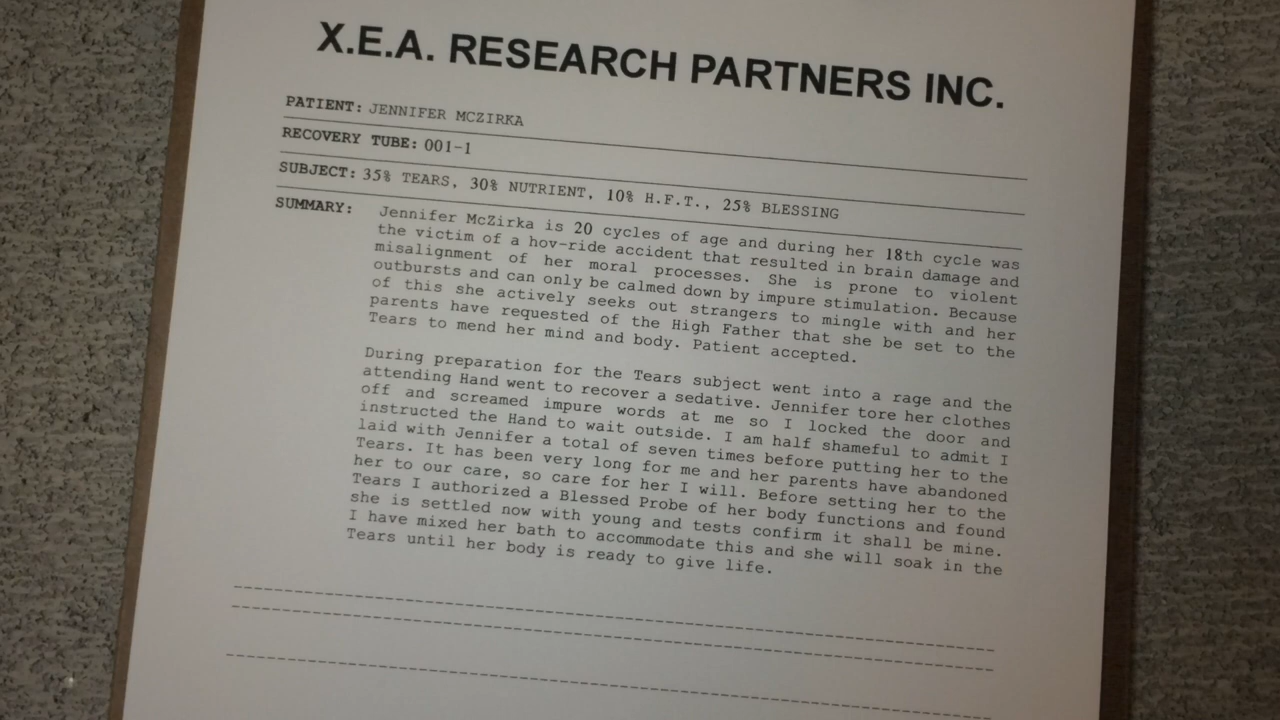 X.E.A. RESEARCH PARTNERS INC.
PATIENT: JENNIFER MCZIRKA
RECOVERY TUBE: 001-1
SUBJECT: 35% TEARS, 30% NUTRIENT, 10% H.F.T., 25% BLESSING
SUMMARY: Jennifer McZirka is 20 cycles of age and during her 18th cycle was
the victim of a hov-ride accident that resulted in brain damage and
misalignment of her moral processes. She is prone to violent
outbursts and can only be calmed down by impure stimulation. Because
of this she actively seeks out strangers to mingle with and her
parents have requested of the High Father that she be set to the
Tears to mend her mind and body. Patient accepted.
During preparation for the Tears subject went into a rage and the
attending Hand went to recover a sedative. Jennifer tore her clothes
off and screamed impure words at me so I locked the door and
instructed the Hand to wait outside. I am half shameful to admit I
laid with Jennifer a total of seven times before putting her to the
Tears. It has been very long for me and her parents have abandoned
her to our care, so care for her I will. Before setting her to the
Tears I authorized a Blessed Probe of her body functions and found
she is settled now with young and tests confirm it shall be mine.
I have mixed her bath to accommodate this and she will soak in the
Tears until her body is ready to give life.